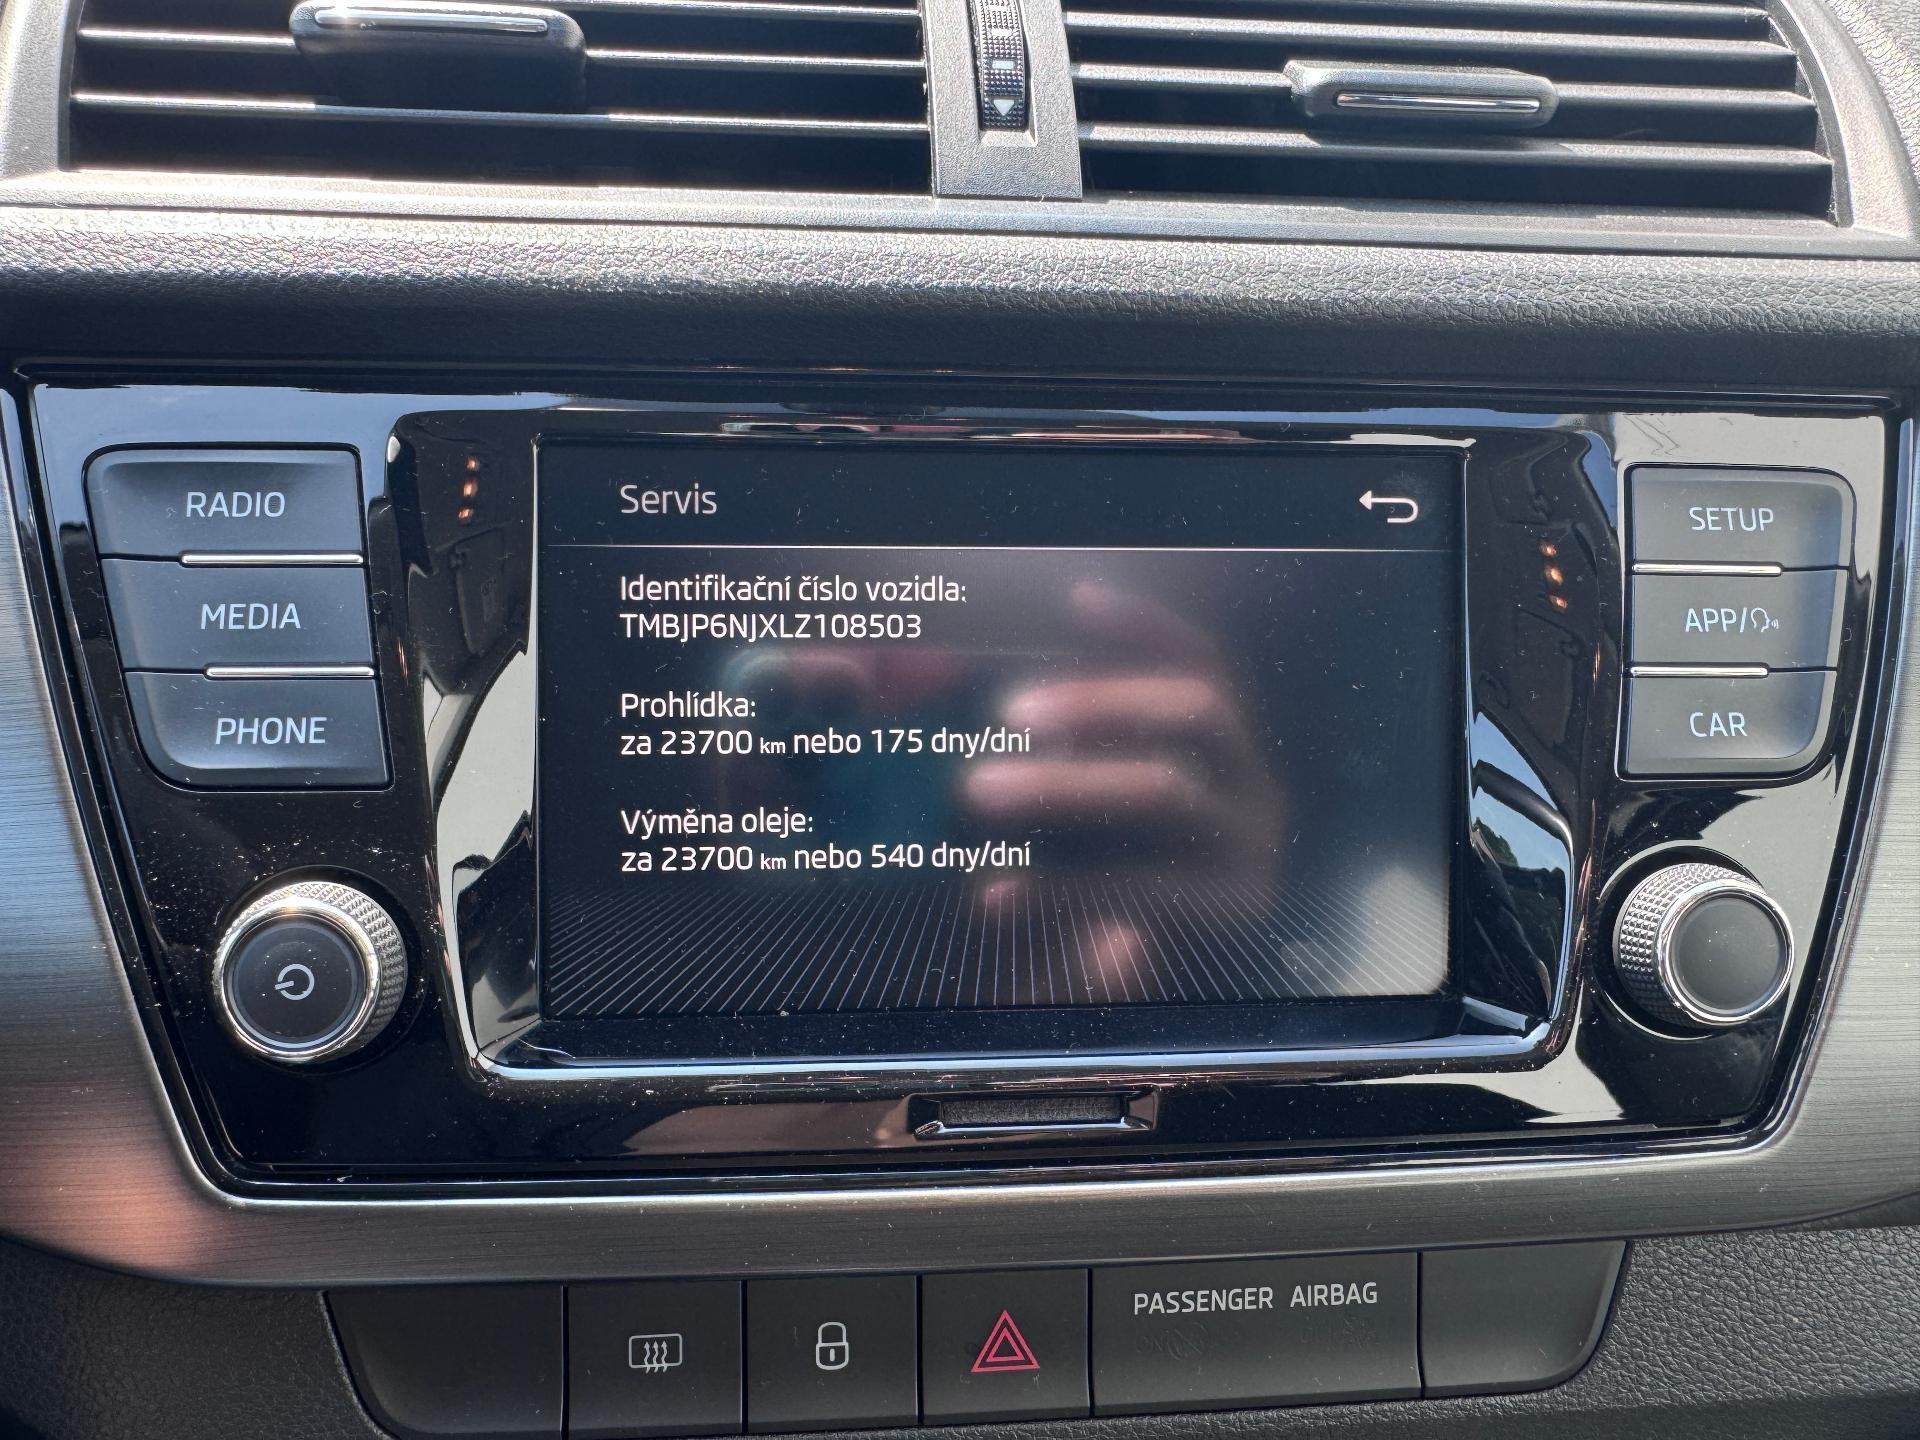 RADIO
MEDIA
PHONE
Servis
Identifikační číslo vozidla:
TMBJP6NJXLZ108503
Prohlídka:
za 23700 km nebo 175 dny/dní
Výměna oleje:
za 23700 km nebo 540 dny/dní
SETUP
APP/
CAR
PASSENGER AIRBAG